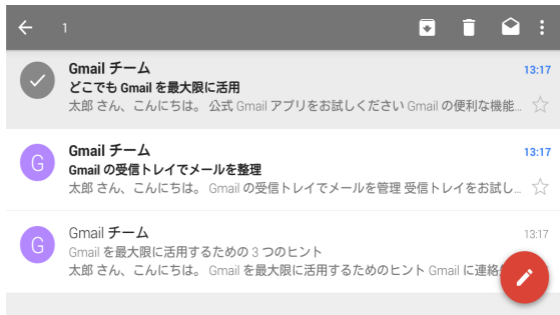 1
Gmail チーム 13:17
どこでも Gmail を最大限に活用
太郎 さん、こんにちは。 公式 Gmail アプリをお試しください Gmail の便利な機能...
G
Gmail チーム 13:17
Gmail の受信トレイでメールを整理
太郎 さん、こんにちは。 Gmail の受信トレイでメールを管理 受信トレイをお試し...
G
Gmail チーム 13:17
Gmail を最大限に活用するための 3 つのヒント
太郎 さん、こんにちは。 Gmail を最大限に活用するためのヒント Gmail に連絡